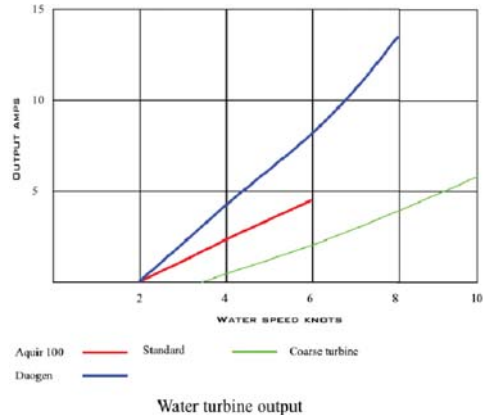 15
10
5
OUTPUT AMPS
2 4 6 8 10
WATER SPEED KNOTS
Aquir 100 Standard Coarse turbine
Duogen
Water turbine output